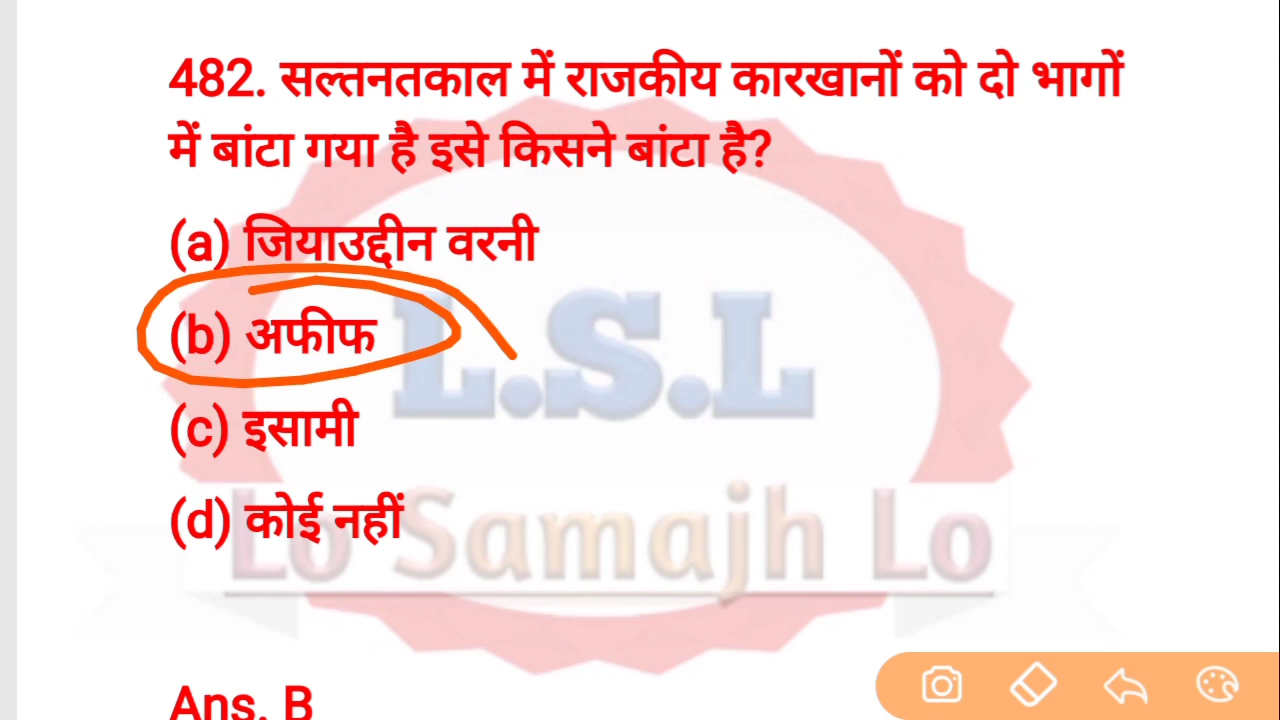 482. सल्तनतकाल में राजकीय कारखानों को दो भागों
में बांटा गया है इसे किसने बांटा है?
(a) जियाउद्दीन वरनी
(b) अफीफ
(c) इसामी
(d) कोई नहीं
L.S.L
Lo Samajh Lo
Ans. B